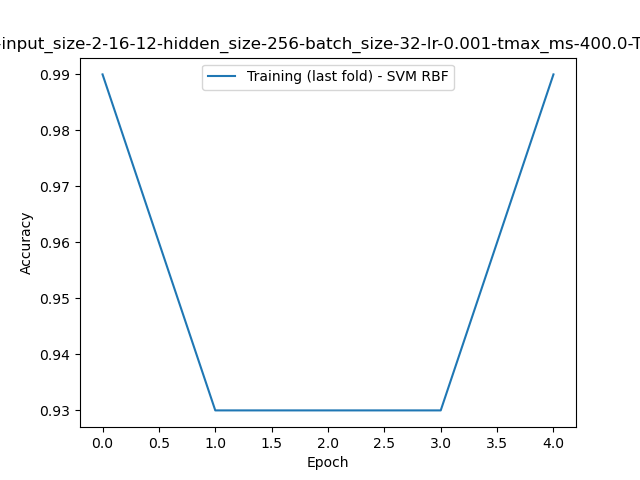 -input_size-2-16-12-hidden_size-256-batch_size-32-lr-0.001-tmax_ms-400.0-T
Training (last fold) - SVM RBF
0.99
0.98
0.97
0.96
0.95
0.94
0.93
Accuracy
0.0 0.5 1.0 1.5 2.0 2.5 3.0 3.5 4.0
Epoch